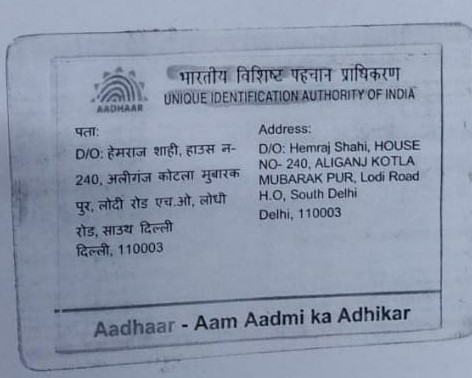 भारतीय विशिष्ट पहचान प्राधिकरण
UNIQUE IDENTIFICATION AUTHORITY OF INDIA
AADHAAR
पता:
D/O: हेमराज शाही, हाउस न-
240, अलीगंज कोटला मुबारक
पुर, लोदी रोड एच.ओ, लोधी
रोड, साउथ दिल्ली
दिल्ली, 110003
Address:
D/O: Hemraj Shahi, HOUSE
NO- 240, ALIGANJ KOTLA
MUBARAK PUR, Lodi Road
H.O, South Delhi
Delhi, 110003
Aadhaar - Aam Aadmi ka Adhikar